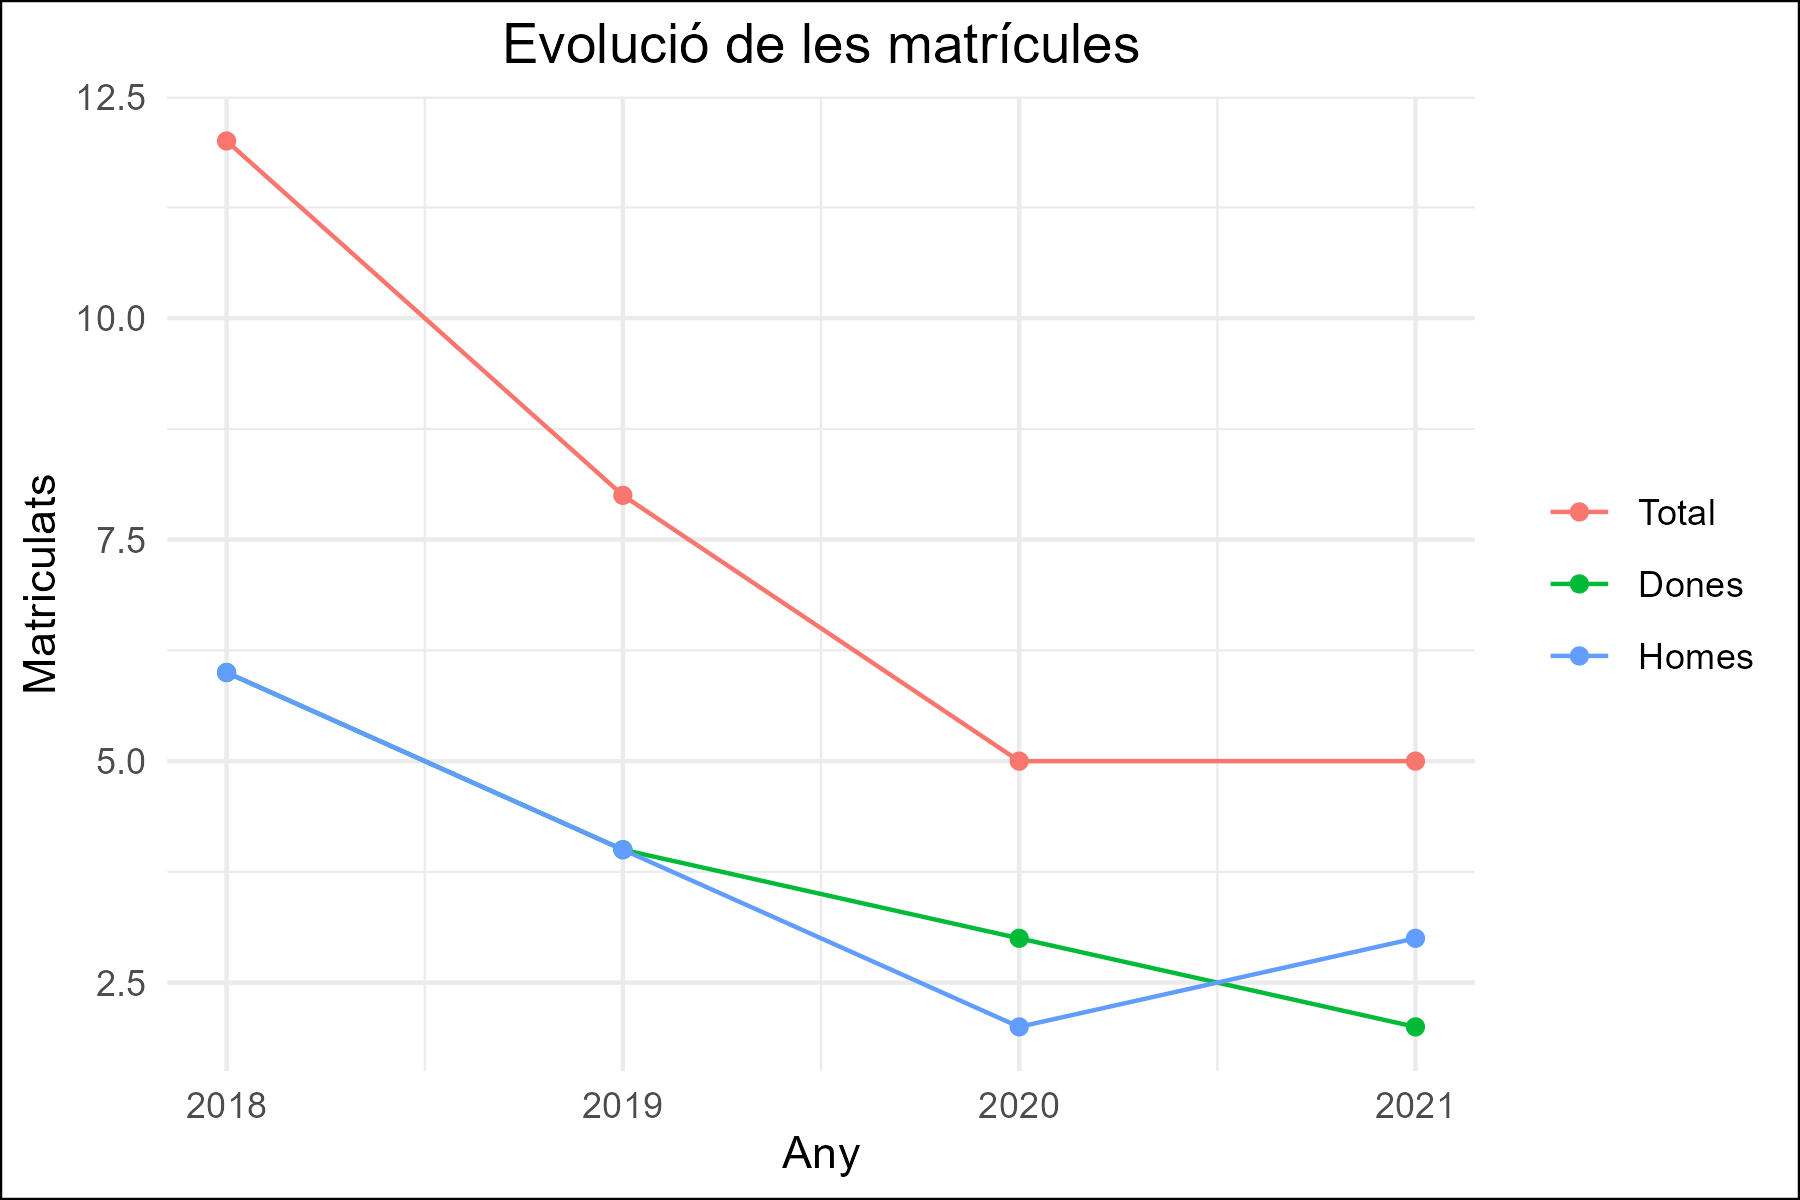 Evolució de les matrícules
12.5
10.0
7.5
5.0
2.5
Matriculats
2018
2019
2020
2021
Any
Total
Dones
Homes